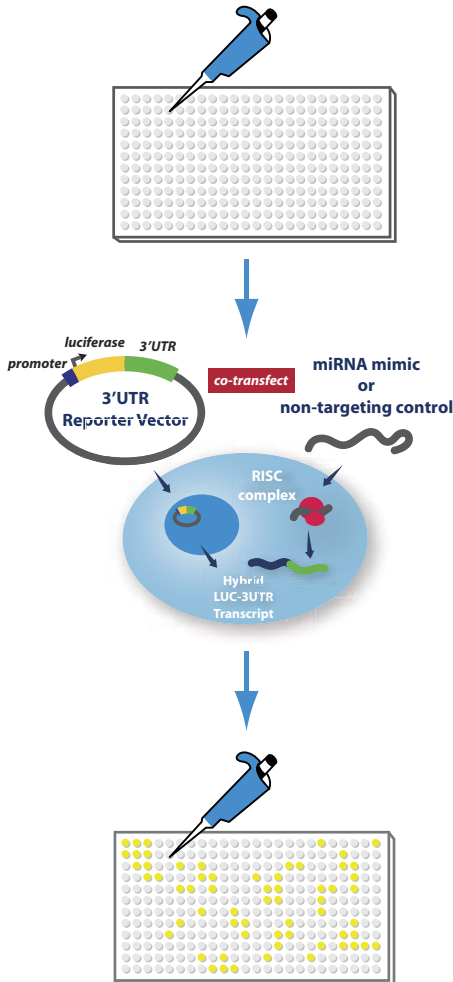 luciferase
3'UTR
promoter
3'UTR
Reporter Vector
co-transfect
miRNA mimic
or
non-targeting control
RISC
complex
Hybrid
LUC-3UTR
Transcript